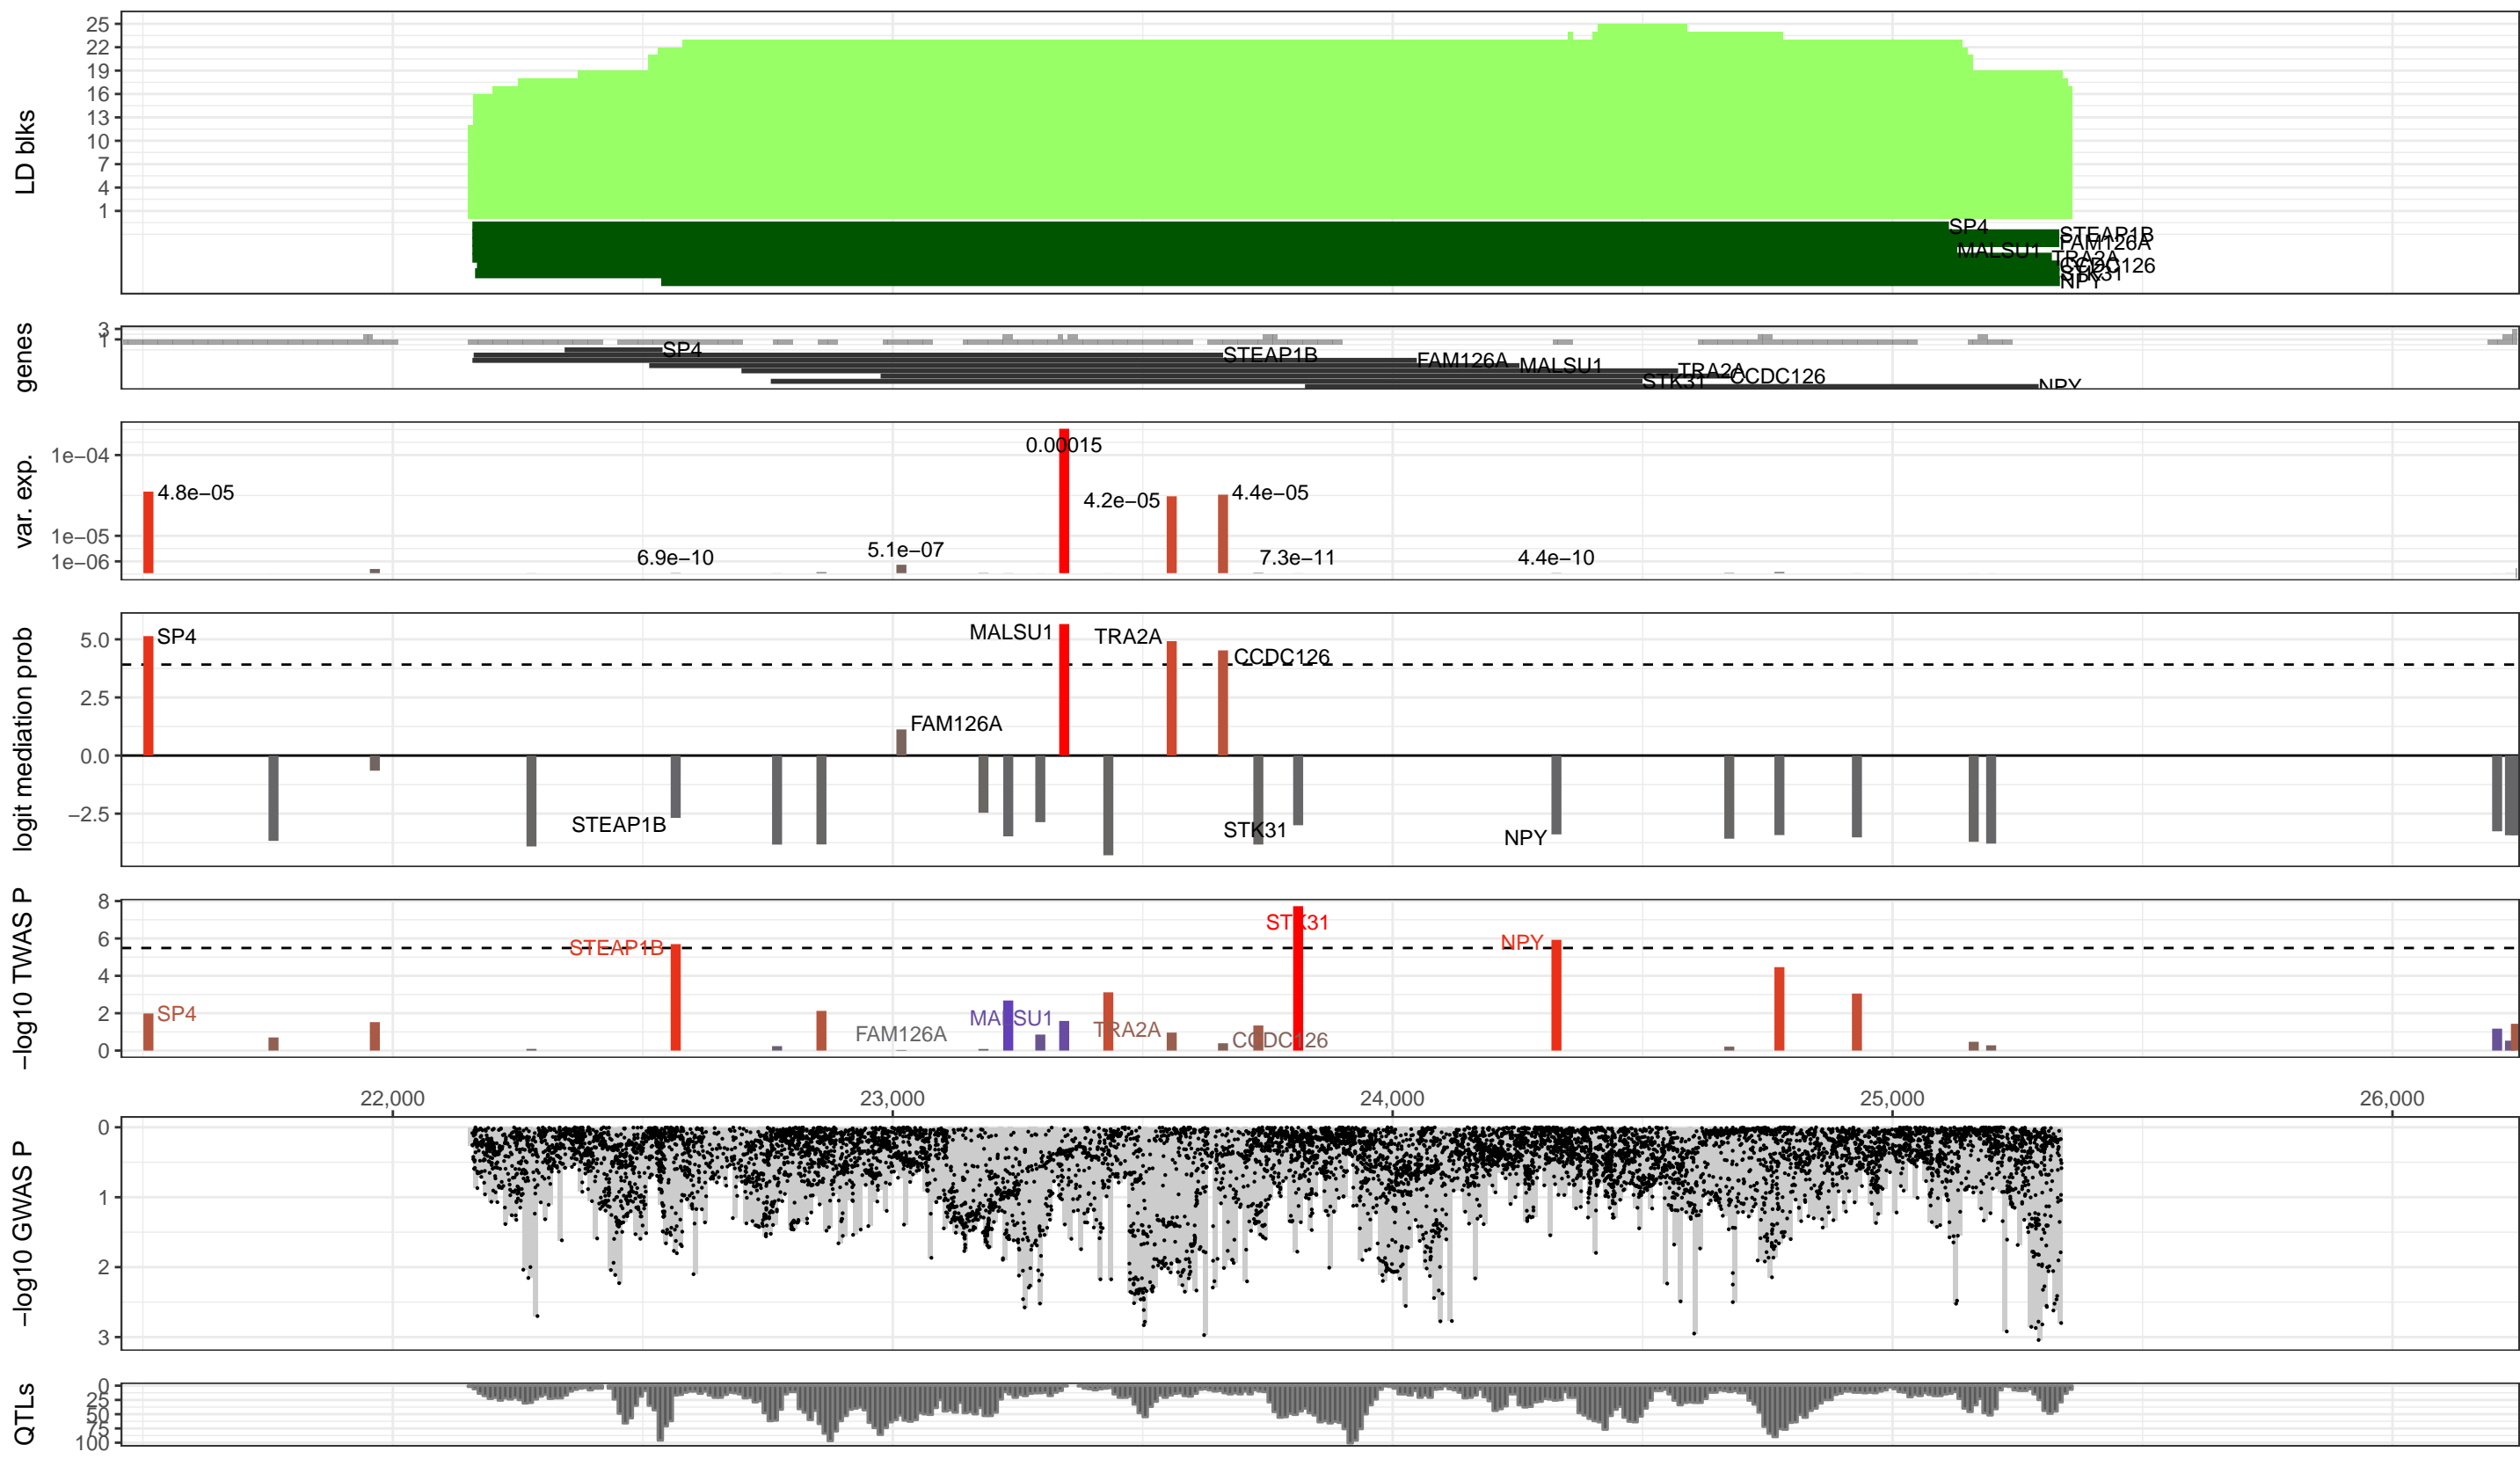 LD blks
25
22
19
16
13
10
7
4
1
SP4
STEAP1B
FAM126A
MALSU1
TRA2A
CCDC126
STK31
NPY
genes
3
1
SP4
STEAP1B
FAM126A
MALSU1
TRA2A
CCDC126
STK31
NPY
var. exp.
1e−04
1e−05
1e−06
4.8e−05
6.9e−10
5.1e−07
0.00015
4.2e−05
4.4e−05
7.3e−11
4.4e−10
logit mediation prob
5.0
2.5
0.0
−2.5
SP4
STEAP1B
FAM126A
MALSU1
TRA2A
CCDC126
STK31
NPY
−log10 TWAS P
8
6
4
2
0
SP4
STEAP1B
FAM126A
MALSU1
TRA2A
CCDC126
STK31
NPY
22,000
23,000
24,000
25,000
26,000
−log10 GWAS P
0
1
2
3
QTLs
0
25
50
75
100